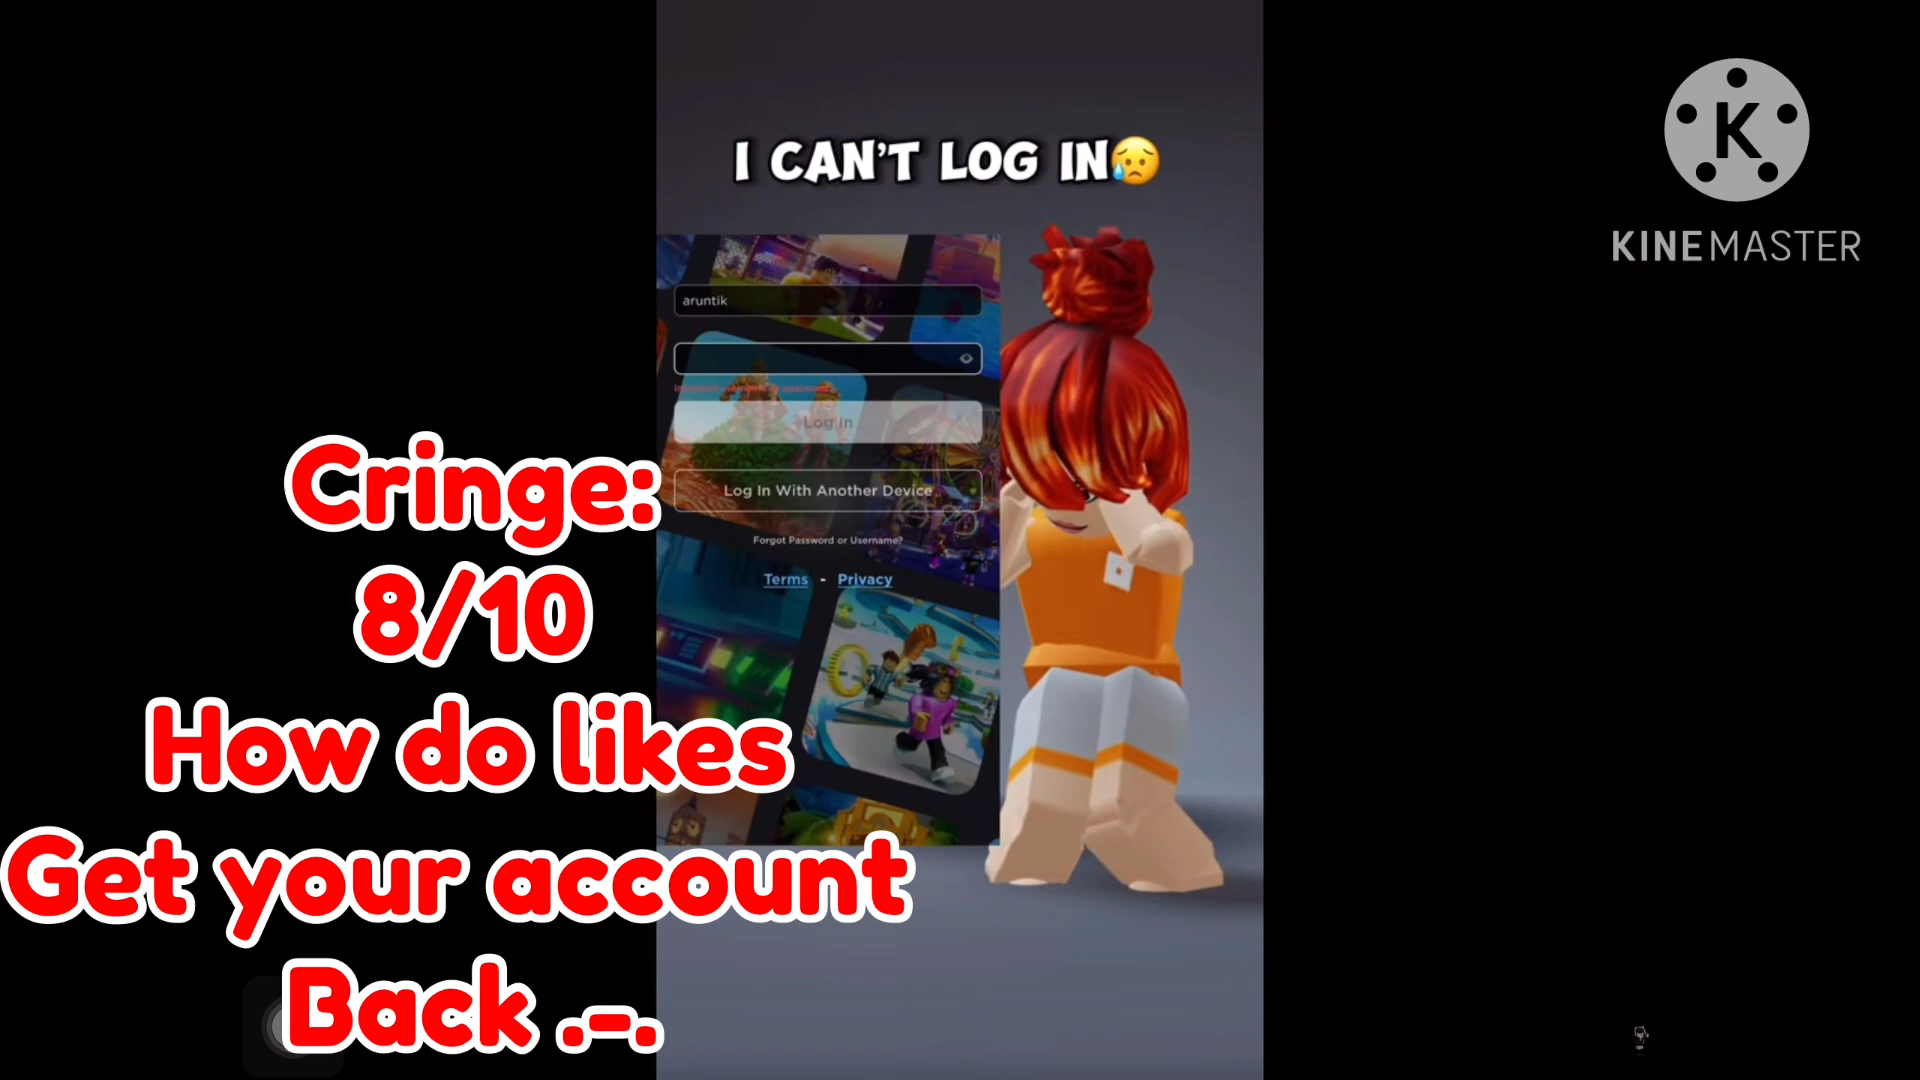 I CAN'T LOG IN😥
aruntik
Log In
Log In With Another Device
Forgot Password or Username?
Terms - Privacy
Cringe:
8/10
How do likes
Get your account
Back .-.
K
KINEMASTER